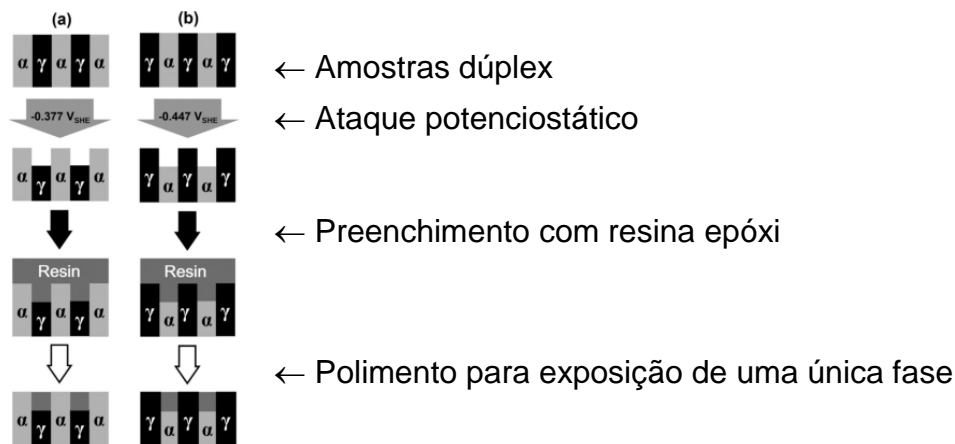 (a) (b)
α γ α γ α γ α γ α γ ← Amostras dúplex
-0.377 VSHE -0.447 VSHE ← Ataque potenciostático
α γ α γ α γ α γ α γ
← Preenchimento com resina epóxi
Resin Resin
α γ α γ α γ α γ α γ
← Polimento para exposição de uma única fase
α γ α γ α γ α γ α γ